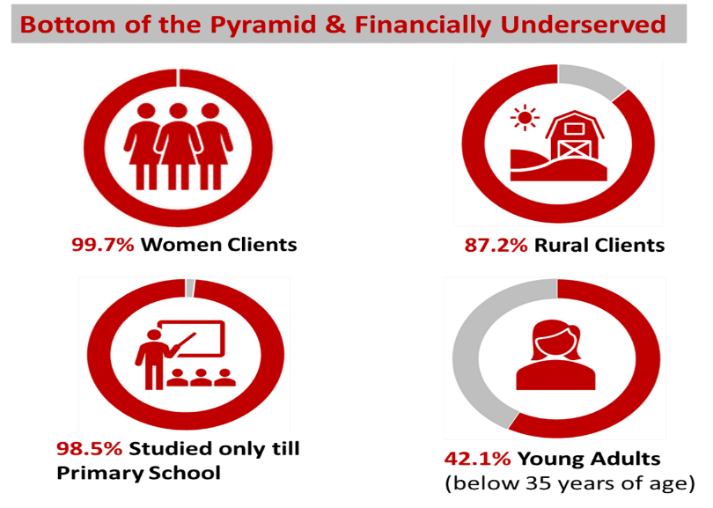 Bottom of the Pyramid & Financially Underserved
99.7% Women Clients
87.2% Rural Clients
98.5% Studied only till
Primary School
42.1% Young Adults
(below 35 years of age)